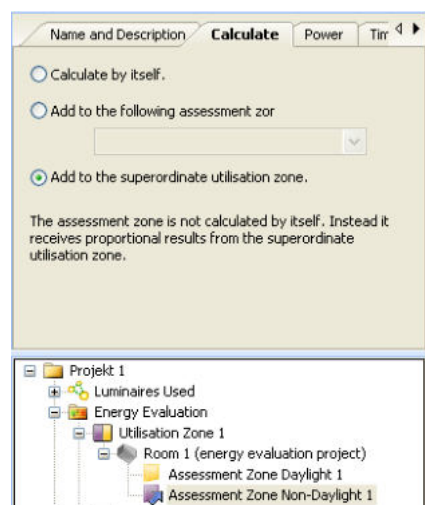 Name and Description Calculate Power Tim
Calculate by itself.
Add to the following assessment zor
Add to the superordinate utilisation zone.
The assessment zone is not calculated by itself. Instead it
receives proportional results from the superordinate
utilisation zone.
Projekt 1
Luminaires Used
Energy Evaluation
Utilisation Zone 1
Room 1 (energy evaluation project)
Assessment Zone Daylight 1
Assessment Zone Non-Daylight 1